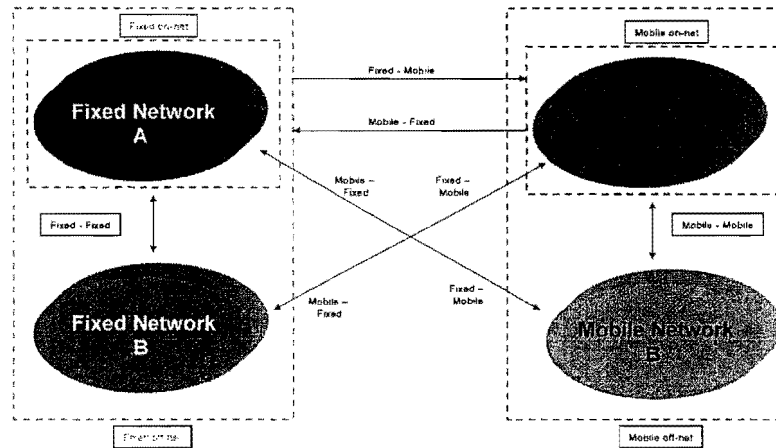 Fixed on-net
Mobile on-net
Fixed - Mobile
Fixed Network
A
Mobile - Fixed
Mobile –
Fixed
Fixed –
Mobile
Fixed - Fixed
Mobile - Mobile
Mobile –
Fixed
Fixed –
Mobile
Fixed Network
B
Mobile Network
B
Mobile off-net